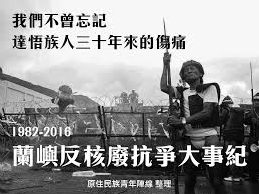 我們不曾忘記
達悟族人三十年來的傷痛
1982-2016
蘭嶼反核廢抗爭大事紀
原住民族青年陣線 整理